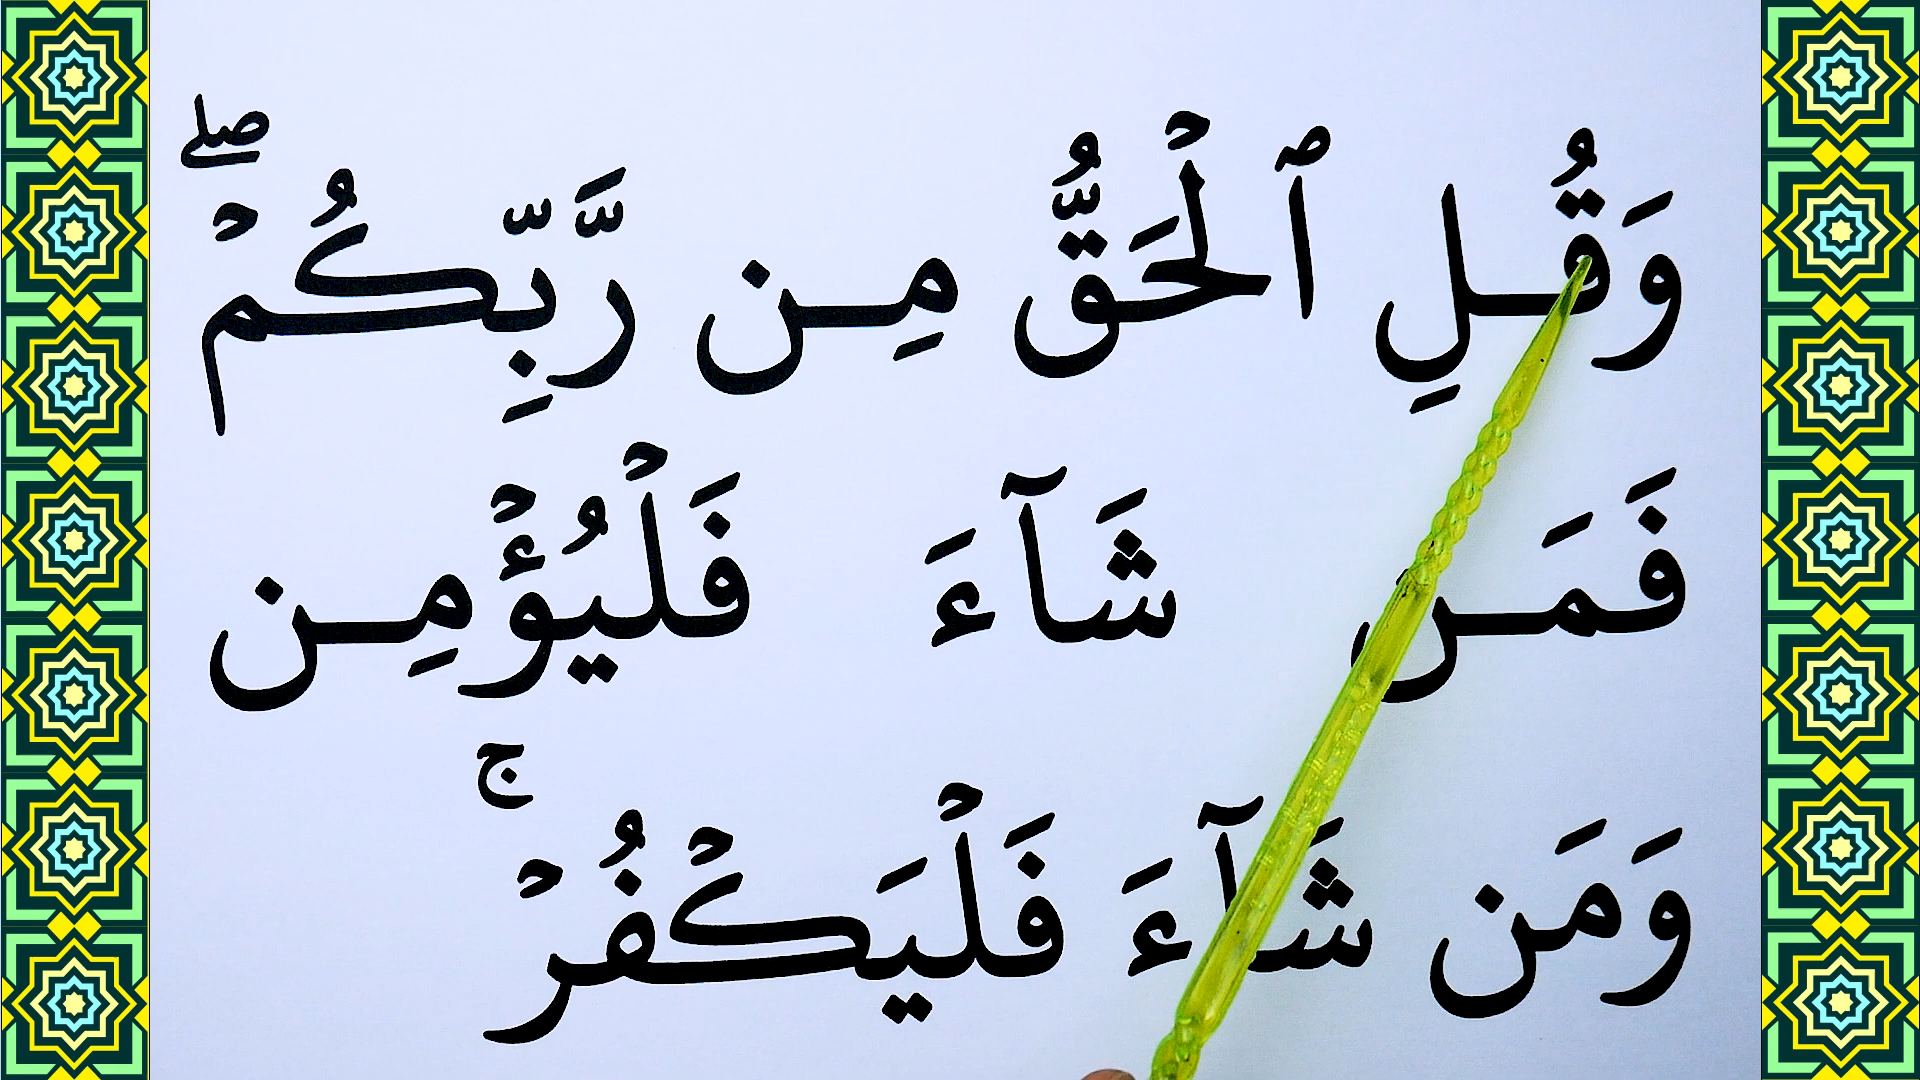 وَقُلِ ٱلْحَقُّ مِن رَّبِّكُمْ ۖ
فَمَن شَآءَ فَلْيُؤْمِن
وَمَن شَآءَ فَلْيَكْفُرْ ۚ